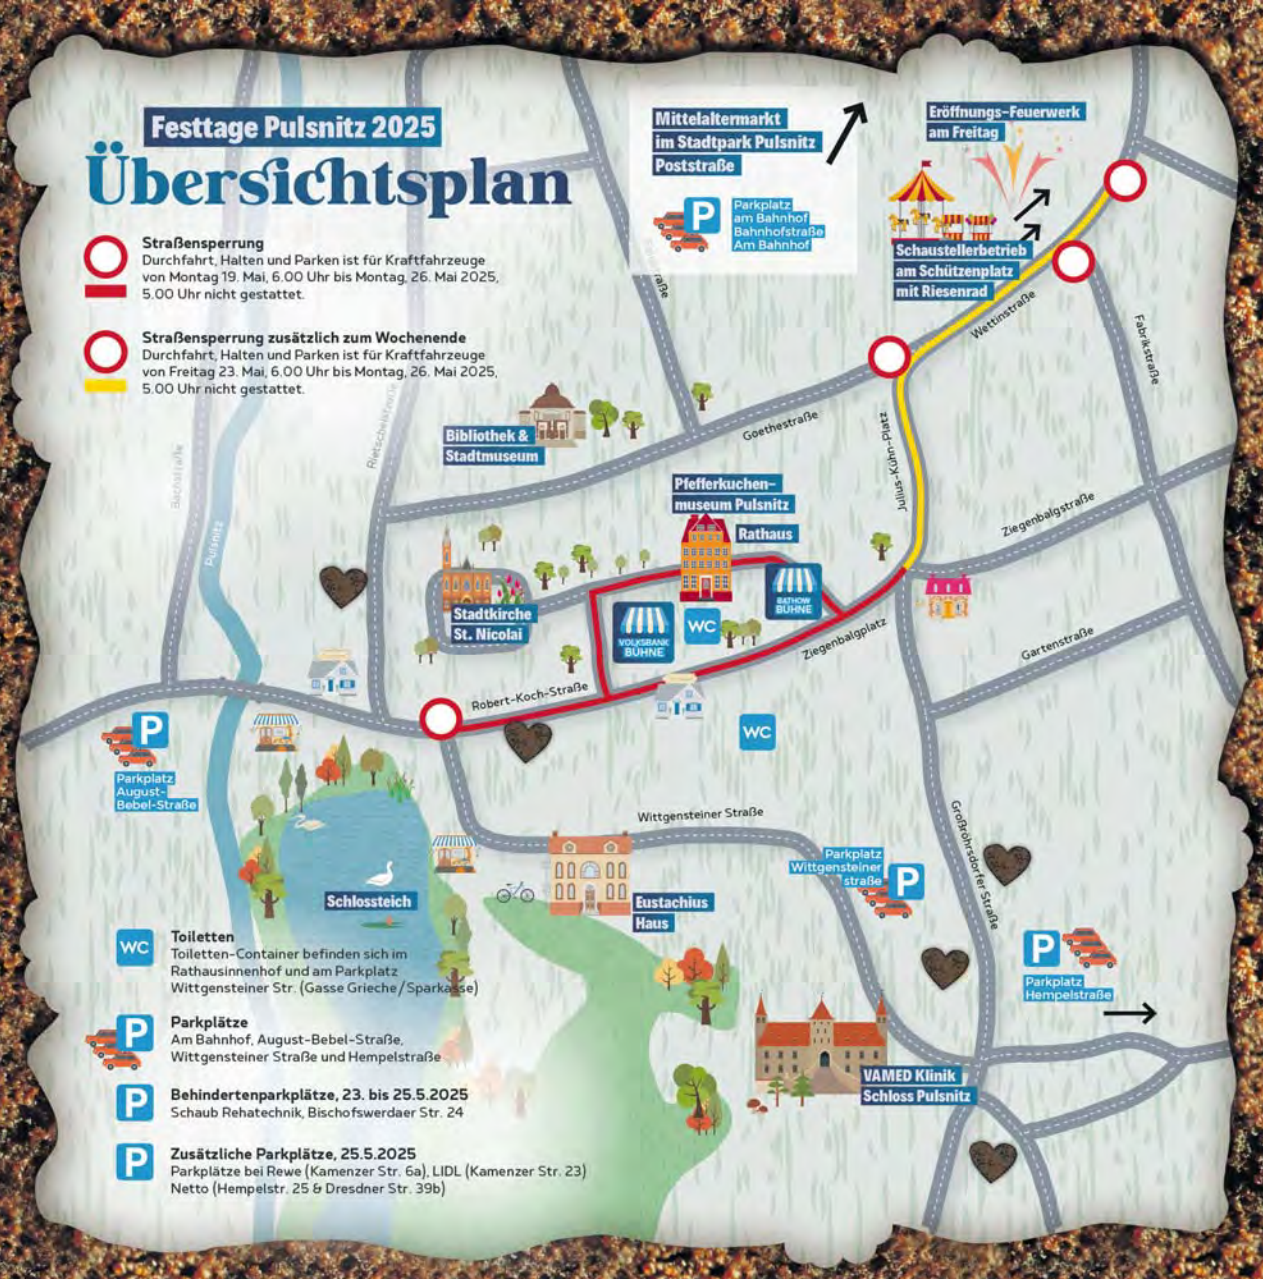 Festtage Pulsnitz 2025
Übersichtsplan
Straßensperrung
Durchfahrt, Halten und Parken ist für Kraftfahrzeuge
von Montag 19. Mai, 6.00 Uhr bis Montag, 26. Mai 2025,
5.00 Uhr nicht gestattet.
Straßensperrung zusätzlich zum Wochenende
Durchfahrt, Halten und Parken ist für Kraftfahrzeuge
von Freitag 23. Mai, 6.00 Uhr bis Montag, 26. Mai 2025,
5.00 Uhr nicht gestattet.
Mittelaltermarkt
im Stadtpark Pulsnitz
Poststraße
P
Parkplatz
am Bahnhof
Bahnhofstraße
Am Bahnhof
Eröffnungs-Feuerwerk
am Freitag
Schaustellerbetrieb
am Schützenplatz
mit Riesenrad
Wettinstraße
Fabrikstraße
Goethestraße
Julius-Kühn-Platz
Ziegenbalgstraße
Gartenstraße
Bachstraße
Pulsnitz
Rietschelstraße
Bibliothek &
Stadtmuseum
Pfefferkuchen-
museum Pulsnitz
Rathaus
Stadtkirche
St. Nicolai
VOLKSBANK
BÜHNE
WC
BATHOW
BÜHNE
Ziegenbalgplatz
Robert-Koch-Straße
WC
P
Parkplatz
August-
Bebel-Straße
Wittgensteiner Straße
Großröhrsdorfer Straße
Parkplatz
Wittgensteiner
straße
P
Schlossteich
Eustachius
Haus
P
Parkplatz
Hempelstraße
VAMED Klinik
Schloss Pulsnitz
WC
Toiletten
Toiletten-Container befinden sich im
Rathausinnenhof und am Parkplatz
Wittgensteiner Str. (Gasse Grieche/Sparkasse)
P
Parkplätze
Am Bahnhof, August-Bebel-Straße,
Wittgensteiner Straße und Hempelstraße
P
Behindertenparkplätze, 23. bis 25.5.2025
Schaub Rehatechnik, Bischofswerdaer Str. 24
P
Zusätzliche Parkplätze, 25.5.2025
Parkplätze bei Rewe (Kamenzer Str. 6a), LIDL (Kamenzer Str. 23)
Netto (Hempelstr. 25 & Dresdner Str. 39b)